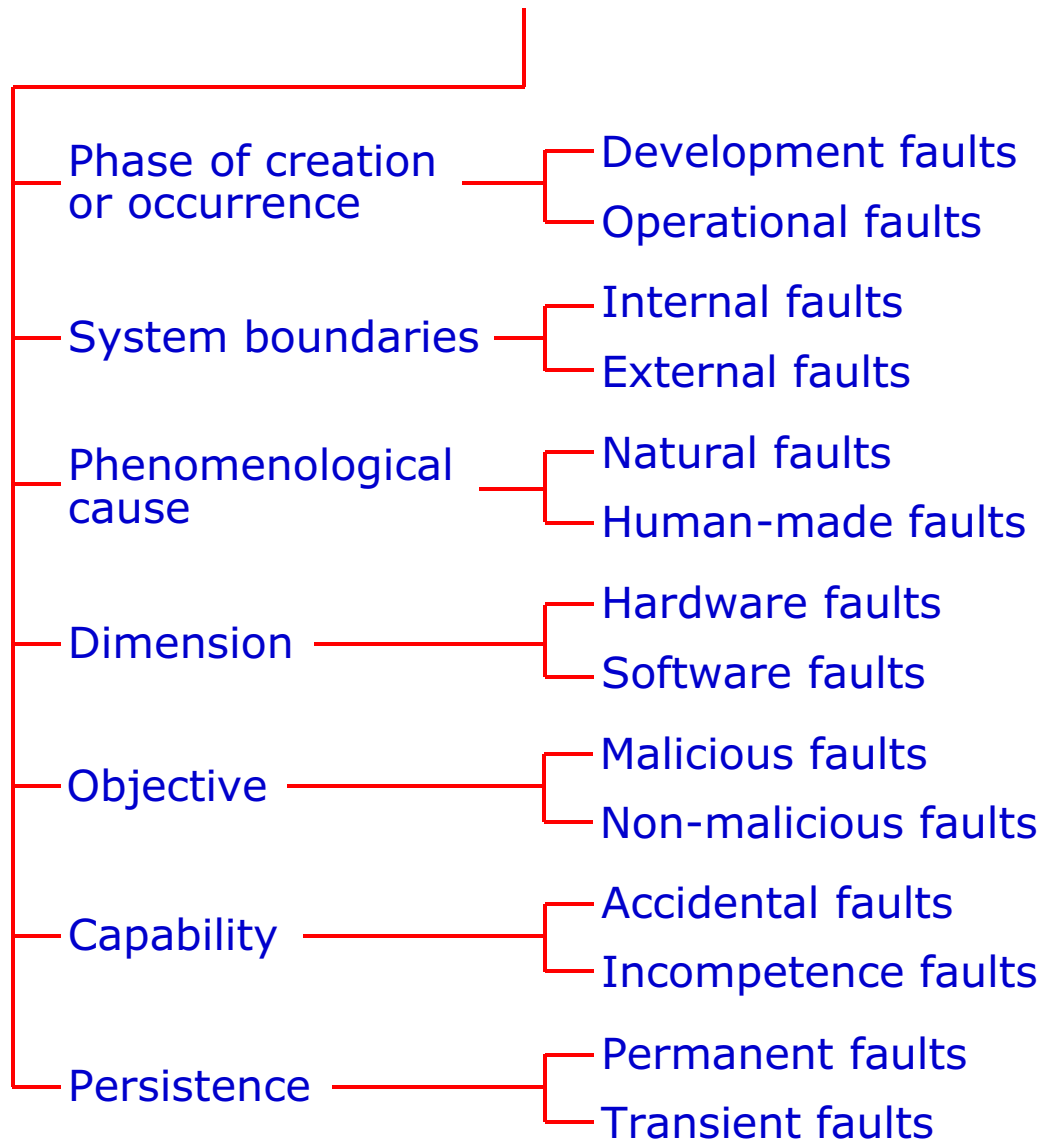 Phase of creation
or occurrence
Development faults
Operational faults
System boundaries
Internal faults
External faults
Phenomenological
cause
Natural faults
Human-made faults
Dimension
Hardware faults
Software faults
Objective
Malicious faults
Non-malicious faults
Capability
Accidental faults
Incompetence faults
Persistence
Permanent faults
Transient faults